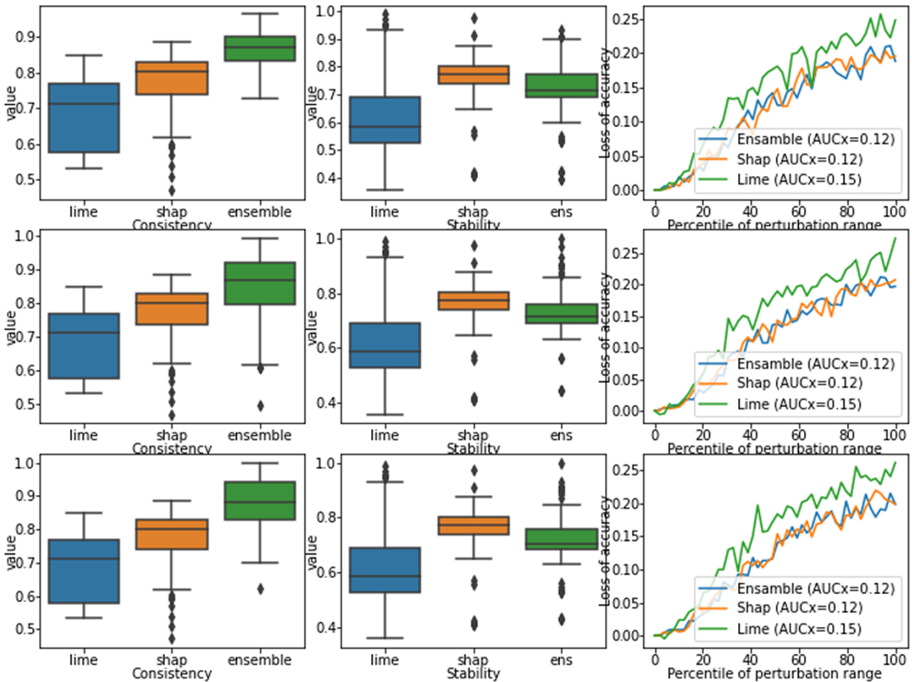 value
0.9
0.8
0.7
0.6
0.5
lime shap ensemble
Consistency
value
1.0
0.9
0.8
0.7
0.6
0.5
0.4
lime shap ens
Stability
Loss of accuracy
0.25
0.20
0.15
0.10
0.05
0.00
Ensamble (AUCx=0.12)
Shap (AUCx=0.12)
Lime (AUCx=0.15)
0 20 40 60 80 100
Percentile of perturbation range
value
1.0
0.9
0.8
0.7
0.6
0.5
lime shap ensemble
Consistency
value
1.0
0.8
0.6
0.4
lime shap ens
Stability
Loss of accuracy
0.25
0.20
0.15
0.10
0.05
0.00
Ensamble (AUCx=0.12)
Shap (AUCx=0.12)
Lime (AUCx=0.15)
0 20 40 60 80 100
Percentile of perturbation range
value
1.0
0.9
0.8
0.7
0.6
0.5
lime shap ensemble
Consistency
value
1.0
0.8
0.6
0.4
lime shap ens
Stability
Loss of accuracy
0.25
0.20
0.15
0.10
0.05
0.00
Ensamble (AUCx=0.12)
Shap (AUCx=0.12)
Lime (AUCx=0.15)
0 20 40 60 80 100
Percentile of perturbation range